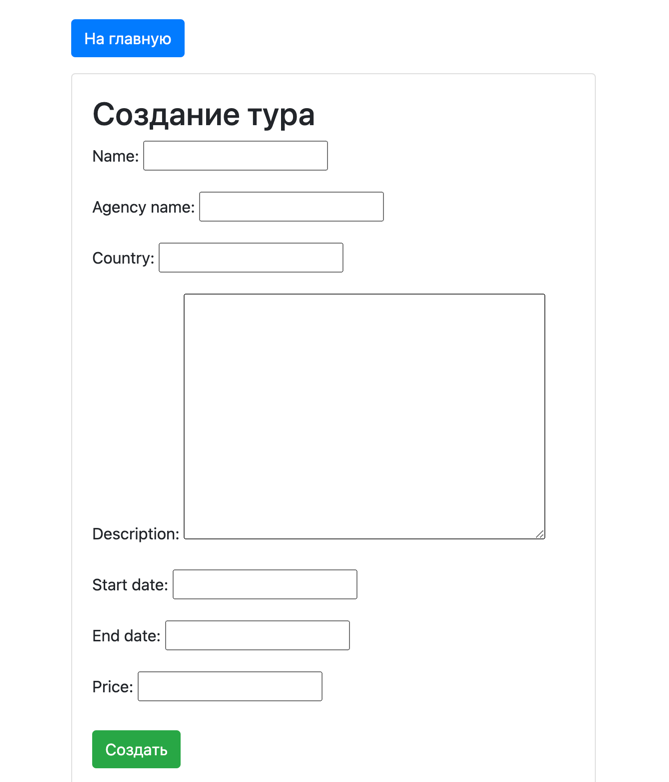 На главную
Создание тура
Name:
Agency name:
Country:
Description:
Start date:
End date:
Price:
Создать